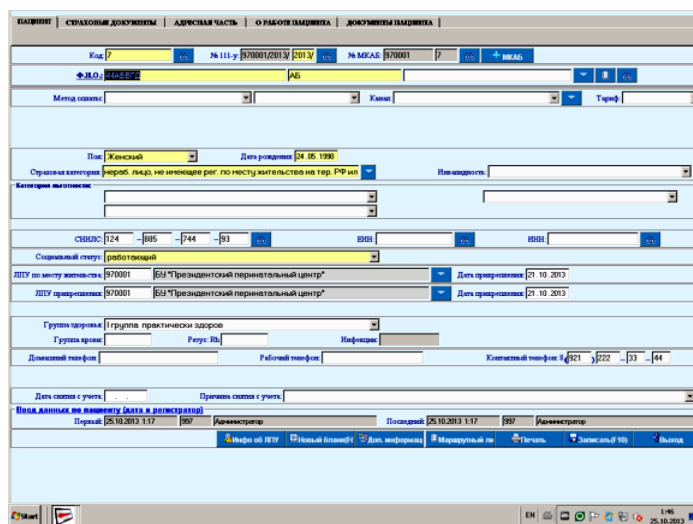 ПАЦИЕНТ | СТРАХОВЫЕ ДОКУМЕНТЫ | АДРЕСНАЯ ЧАСТЬ | О РАБОТЕ ПАЦИЕНТА | ДОКУМЕНТЫ ПАЦИЕНТА |
Код: 7 № 111-у: 970001/2013/ 2013/ № МКАБ: 970001 7 + МКАБ
Ф.И.О.: 44АБВГД АБ
Метод оплаты: Канал: Тариф:
Пол: Женский Дата рождения: 24.05.1990
Страховая категория: нераб. лицо, не имеющее рег. по месту жительства на тер. РФ ил Инвалидность:
Категория льготности:
СНИЛС: 124 - 885 - 744 - 93 ЕИН: ИНН:
Социальный статус: работающий
ЛПУ по месту жительства: 970001 БУ "Президентский перинатальный центр" Дата прикрепления: 21.10.2013
ЛПУ прикрепления: 970001 БУ "Президентский перинатальный центр" Дата прикрепления: 21.10.2013
Группа здоровья: I группа практически здоров
Группа крови: Резус: Rh Инфекция:
Домашний телефон: Рабочий телефон: Контактный телефон: 8 (921) 222 - 33 - 44
Дата снятия с учета: . . Причина снятия с учета:
Ввод данных по пациенту (дата и регистратор)
Первый: 25.10.2013 1:17 997 Администратор Последний: 25.10.2013 1:17 997 Администратор
Инфо об ЛПУ Новый бланк(F6 Доп. информац Маршрутный ли Печать Записать(F10) Выход
Start EN 1:46
25.10.2013